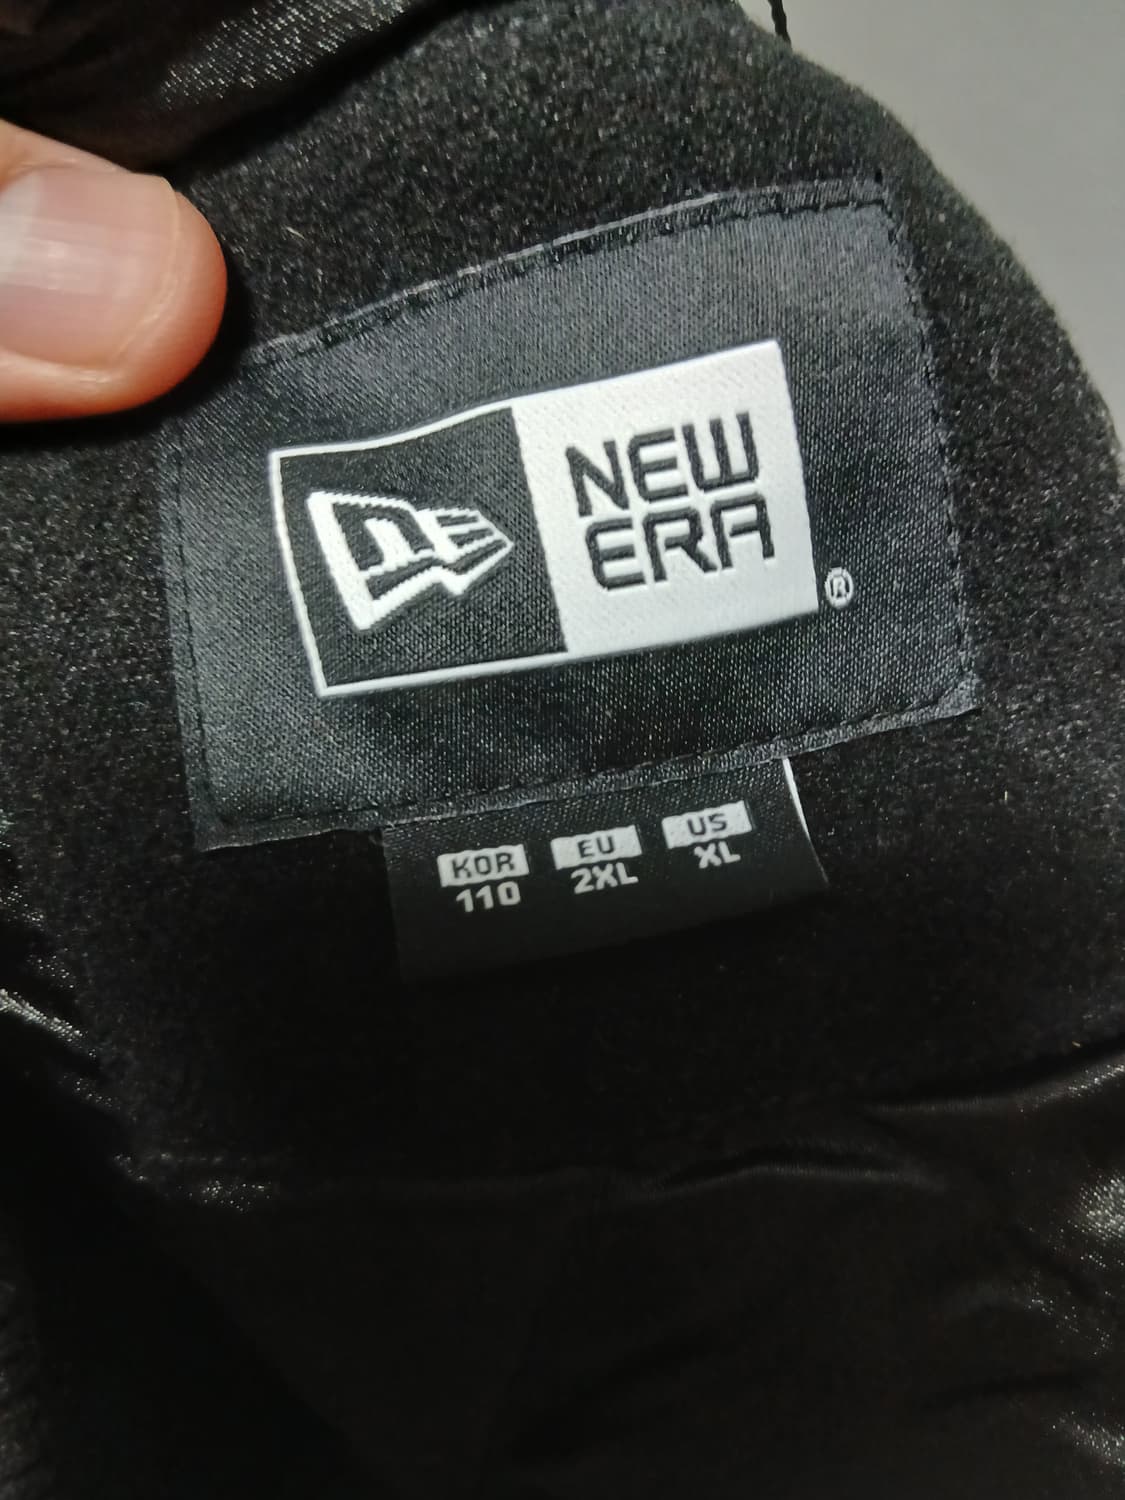 NEW
ERA
®
KOR EU US
110 2XL XL